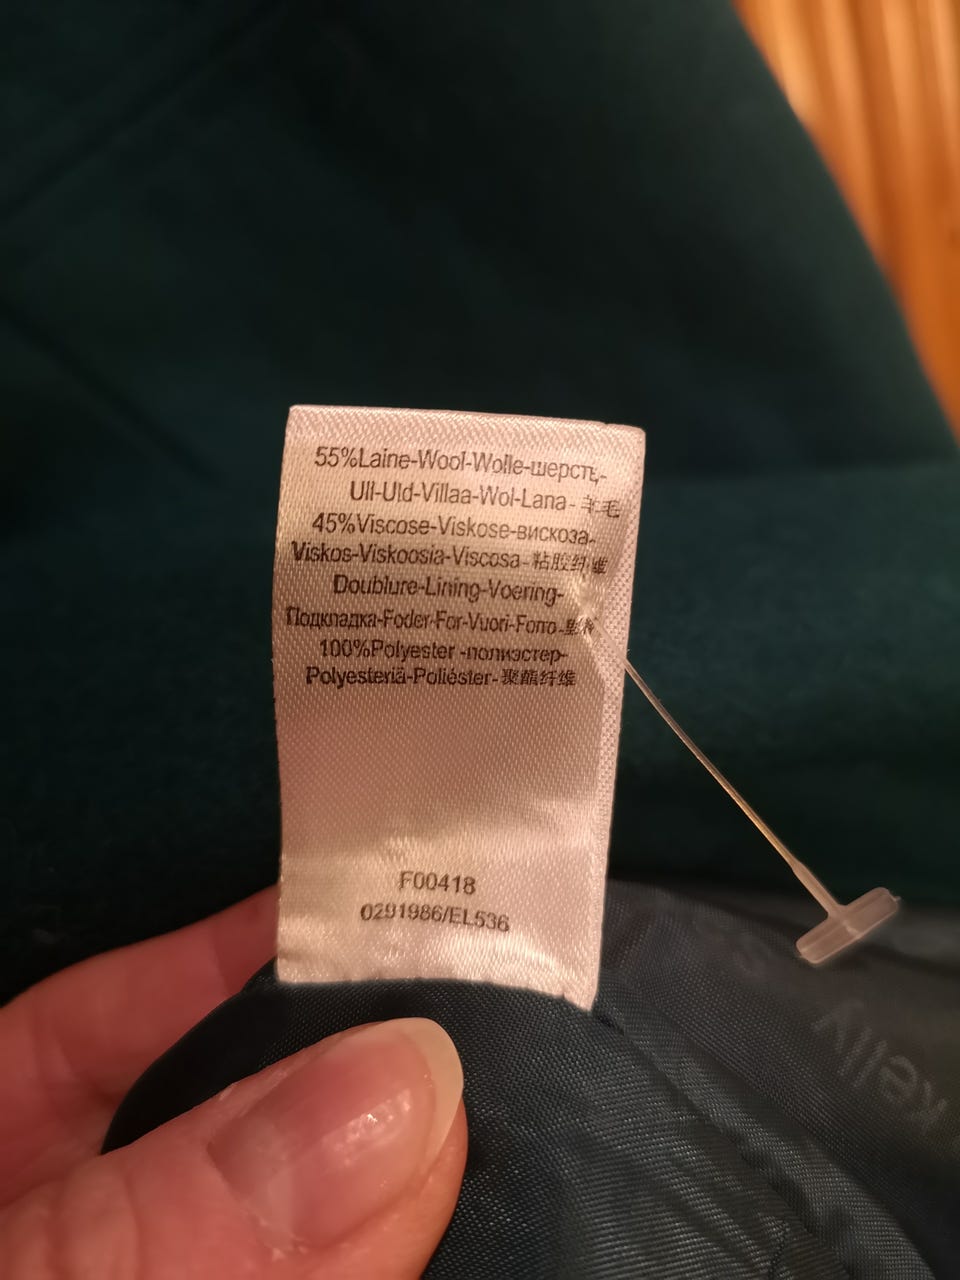 55%Laine-Wool-Wolle-шерсть-
Ull-Uld-Villaa-Wol-Lana-羊毛
45%Viscose-Viskose-вискоза-
Viskos-Viskoosia-Viscosa-粘胶纤维
Doublure-Lining-Voering-
Подкладка-Foder-For-Vuori-Forro-
100%Polyester -полиэстер-
Polyesteriä-Poliéster-聚酯纤维
F00418
0291986/EL536
kelly